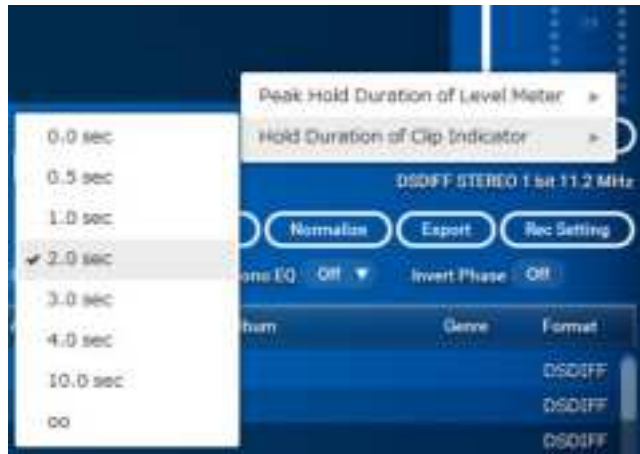 Peak Hold Duration of Level Meter
Hold Duration of Clip Indicator
0.0 sec
0.5 sec
1.0 sec
2.0 sec
3.0 sec
4.0 sec
10.0 sec
∞
DSDIFF STEREO 1 bit 11.2 MHz
Normalize Export Rec Setting
ono EQ Off ▼ Invert Phase Off
bum Genre Format
DSDIFF
DSDIFF
DSDIFF